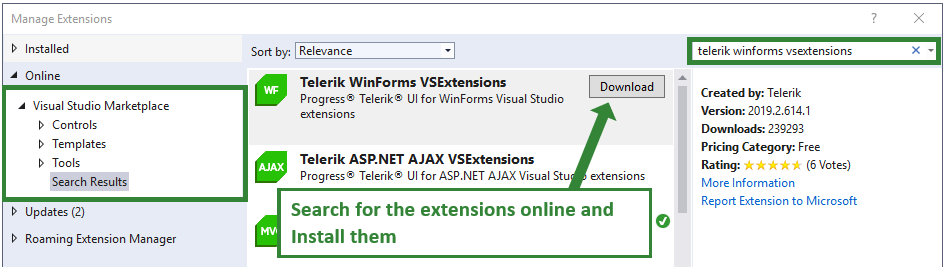 Manage Extensions
? ×
Installed
Online
Visual Studio Marketplace
Controls
Templates
Tools
Search Results
Updates (2)
Roaming Extension Manager
Sort by: Relevance
WF
Telerik WinForms VSExtensions
Download
Progress® Telerik® UI for WinForms Visual Studio
extensions
AJAX
Telerik ASP.NET AJAX VSExtensions
Progress® Telerik® UI for ASP.NET AJAX Visual Studio extensions
Search for the extensions online and
Install them
telerik winforms vsextensions
Created by: Telerik
Version: 2019.2.614.1
Downloads: 239293
Pricing Category: Free
Rating: (6 Votes)
More Information
Report Extension to Microsoft